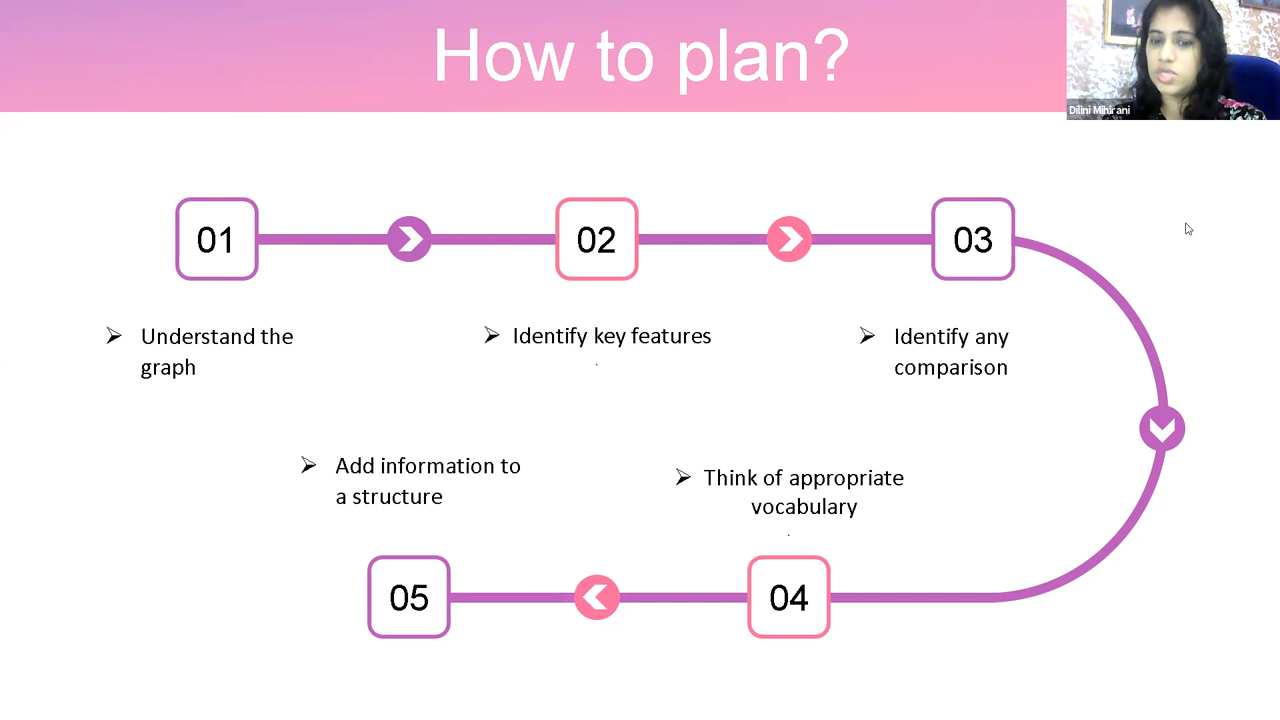 How to plan?
Dilini Mihirani
01
02
03
➢ Understand the
graph
➢ Identify key features
.
➢ Identify any
comparison
➢ Add information to
a structure
➢ Think of appropriate
vocabulary
.
05
04